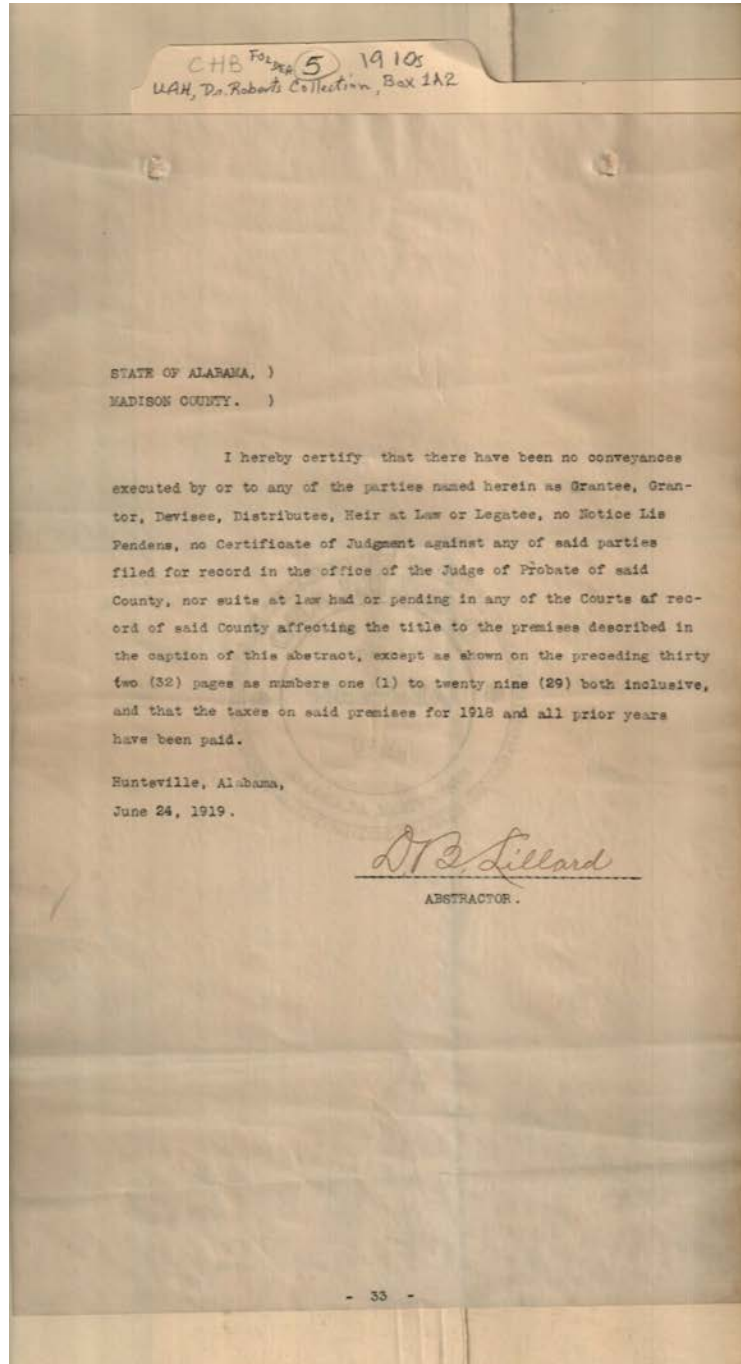 CHB FOLDER 5 1910s
UAH, Dr. Roberts Collection, Box 1A2
STATE OF ALABAMA, )
MADISON COUNTY. )
I hereby certify that there have been no conveyances
executed by or to any of the parties named herein as Grantee, Gran-
tor, Devisee, Distributee, Heir at Law or Legatee, no Notice Lis
Pendens, no Certificate of Judgment against any of said parties
filed for record in the office of the Judge of Probate of said
County, nor suits at law had or pending in any of the Courts af rec-
ord of said County affecting the title to the premises described in
the caption of this abstract, except as shown on the preceding thirty
two (32) pages as numbers one (1) to twenty nine (29) both inclusive,
and that the taxes on said premises for 1918 and all prior years
have been paid.
Huntsville, Alabama,
June 24, 1919.
D.B. Lillard
ABSTRACTOR.
- 33 -